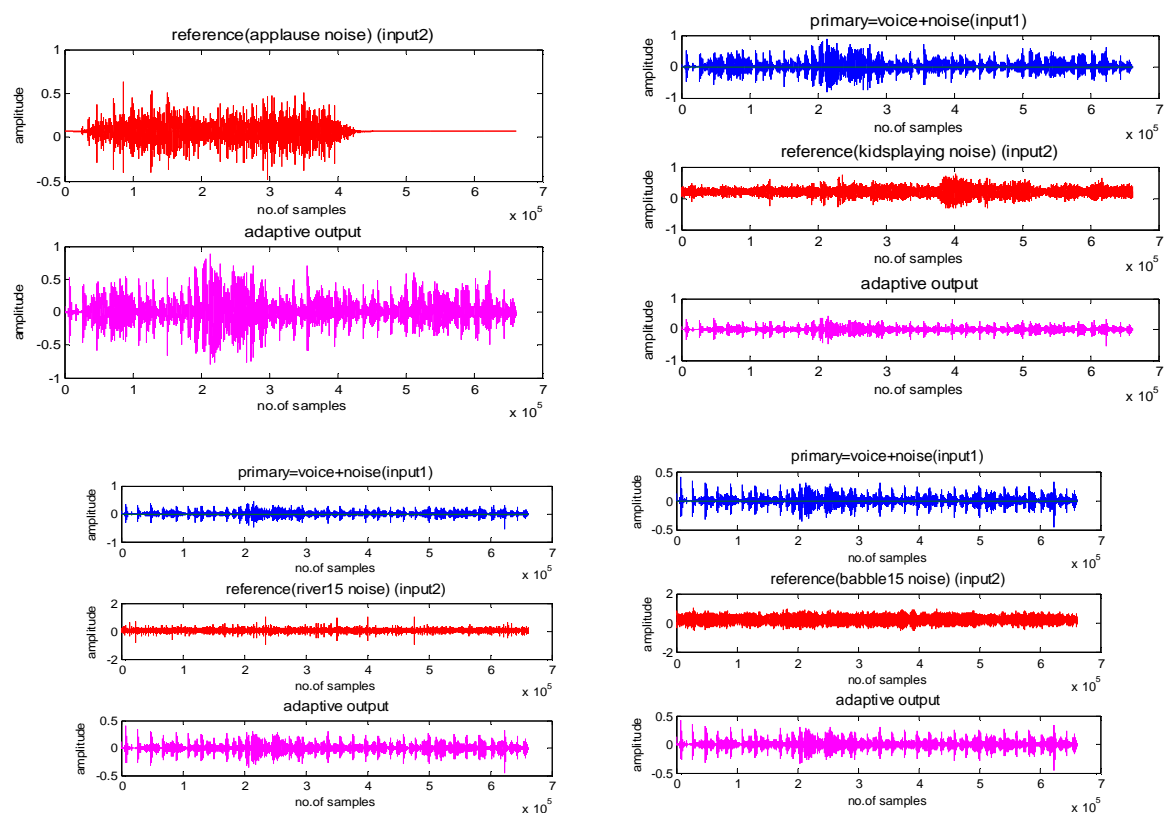 reference(applause noise) (input2)
1
0.5
0
-0.5
amplitude
0 1 2 3 4 5 6 7
no.of samples
x 10^5
adaptive output
1
0.5
0
-0.5
-1
amplitude
0 1 2 3 4 5 6 7
no.of samples
x 10^5
primary=voice+noise(input1)
1
0
-1
amplitude
0 1 2 3 4 5 6 7
no.of samples
x 10^5
reference(kidsplaying noise) (input2)
1
0
-1
amplitude
0 1 2 3 4 5 6 7
no.of samples
x 10^5
adaptive output
1
0
-1
amplitude
0 1 2 3 4 5 6 7
no.of samples
x 10^5
primary=voice+noise(input1)
1
0
-1
amplitude
0 1 2 3 4 5 6 7
no.of samples
x 10^5
reference(river15 noise) (input2)
2
0
-2
amplitude
0 1 2 3 4 5 6 7
no.of samples
x 10^5
adaptive output
0.5
0
-0.5
amplitude
0 1 2 3 4 5 6 7
no.of samples
x 10^5
primary=voice+noise(input1)
0.5
0
-0.5
amplitude
0 1 2 3 4 5 6 7
no.of samples
x 10^5
reference(babble15 noise) (input2)
2
0
-2
amplitude
0 1 2 3 4 5 6 7
no.of samples
x 10^5
adaptive output
0.5
0
-0.5
amplitude
0 1 2 3 4 5 6 7
no.of samples
x 10^5